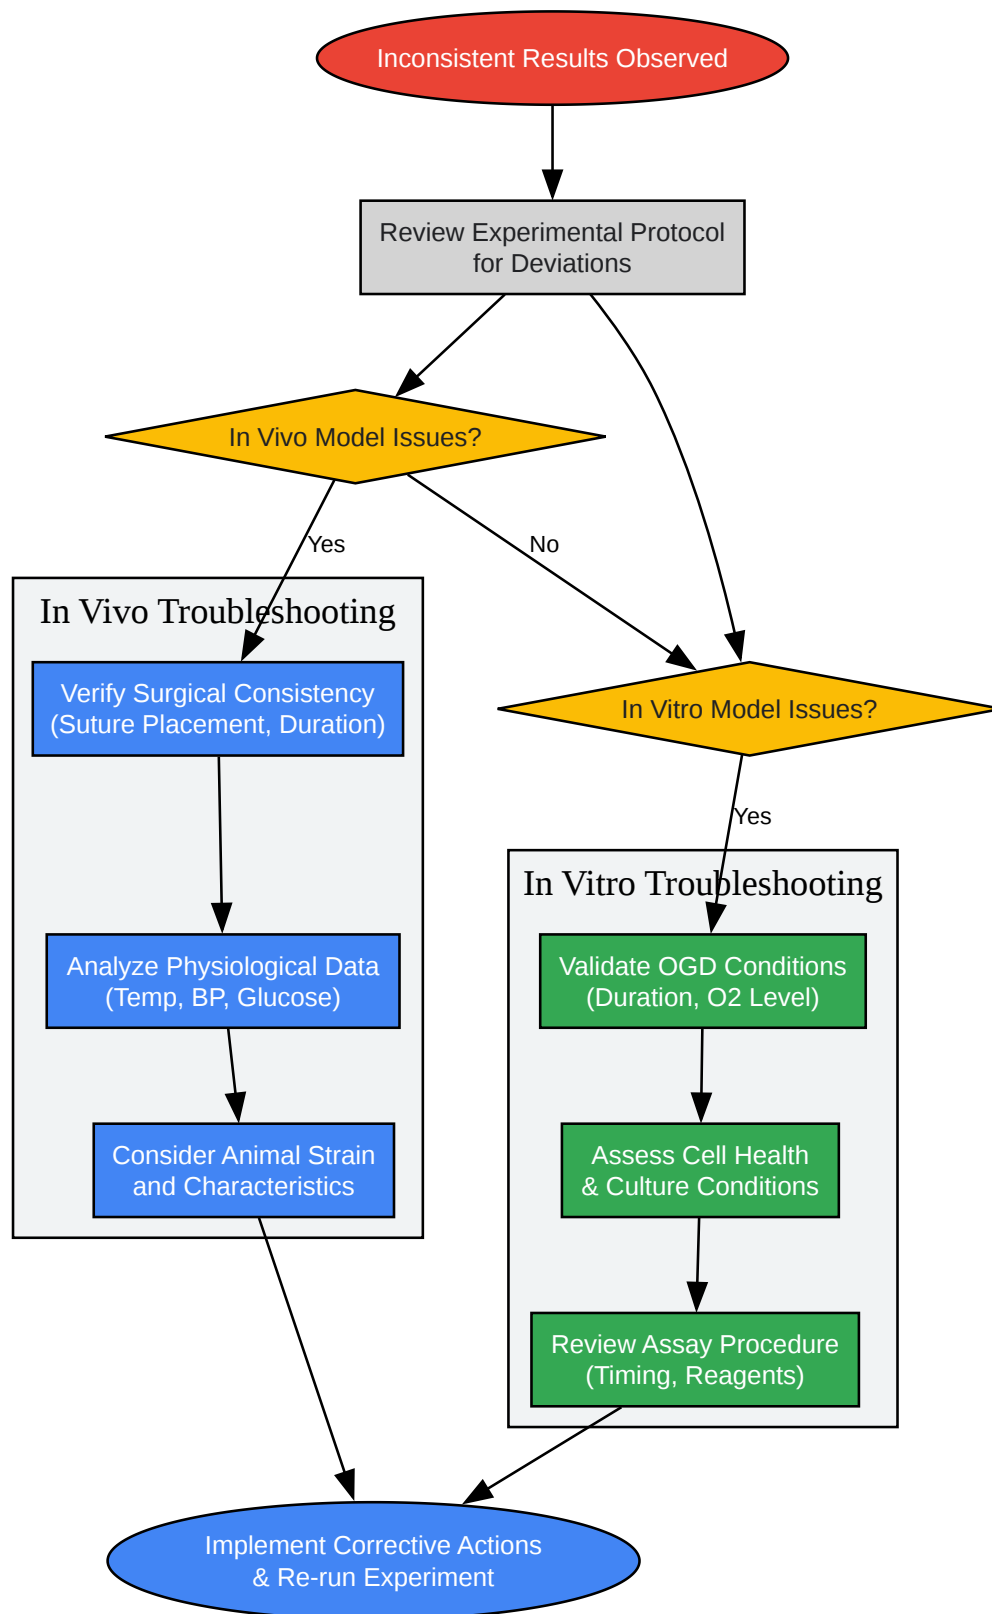 Inconsistent Results Observed
Review Experimental Protocol
for Deviations
In Vivo Model Issues?
Yes
No
In Vivo Troubleshooting
Verify Surgical Consistency
(Suture Placement, Duration)
In Vitro Model Issues?
Yes
In Vitro Troubleshooting
Analyze Physiological Data
(Temp, BP, Glucose)
Validate OGD Conditions
(Duration, O2 Level)
Consider Animal Strain
and Characteristics
Assess Cell Health
& Culture Conditions
Review Assay Procedure
(Timing, Reagents)
Implement Corrective Actions
& Re-run Experiment